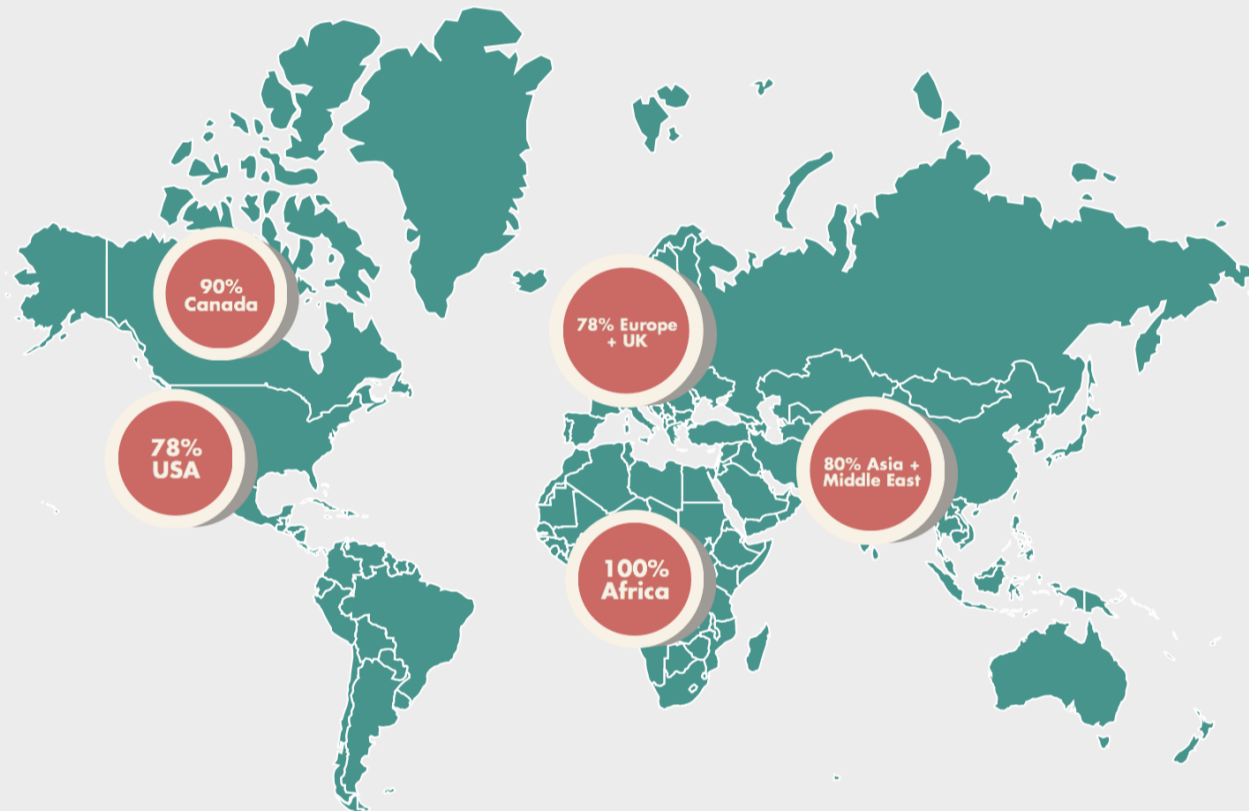 90%
Canada
78% Europe
+ UK
78%
USA
80% Asia +
Middle East
100%
Africa